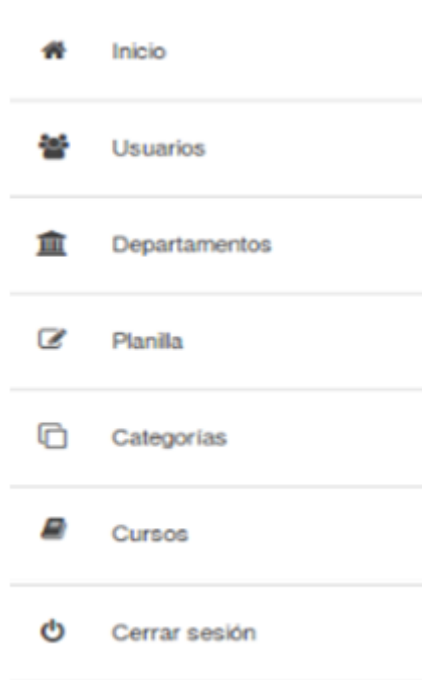 Inicio
Usuarios
Departamentos
Planilla
Categorías
Cursos
Cerrar sesión